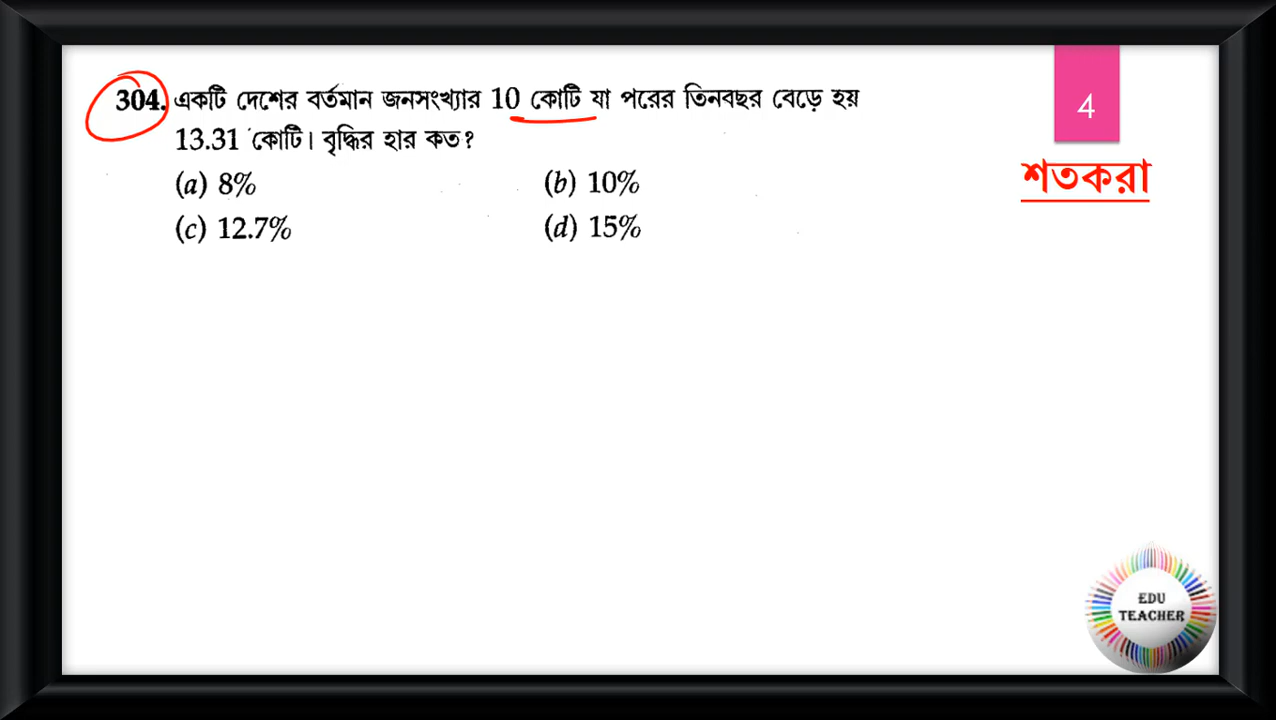 304. একটি দেশের বর্তমান জনসংখ্যার 10 কোটি যা পরের তিনবছর বেড়ে হয়
13.31 কোটি। বৃদ্ধির হার কত?
(a) 8% (b) 10%
(c) 12.7% (d) 15%
4
শতকরা
EDU
TEACHER